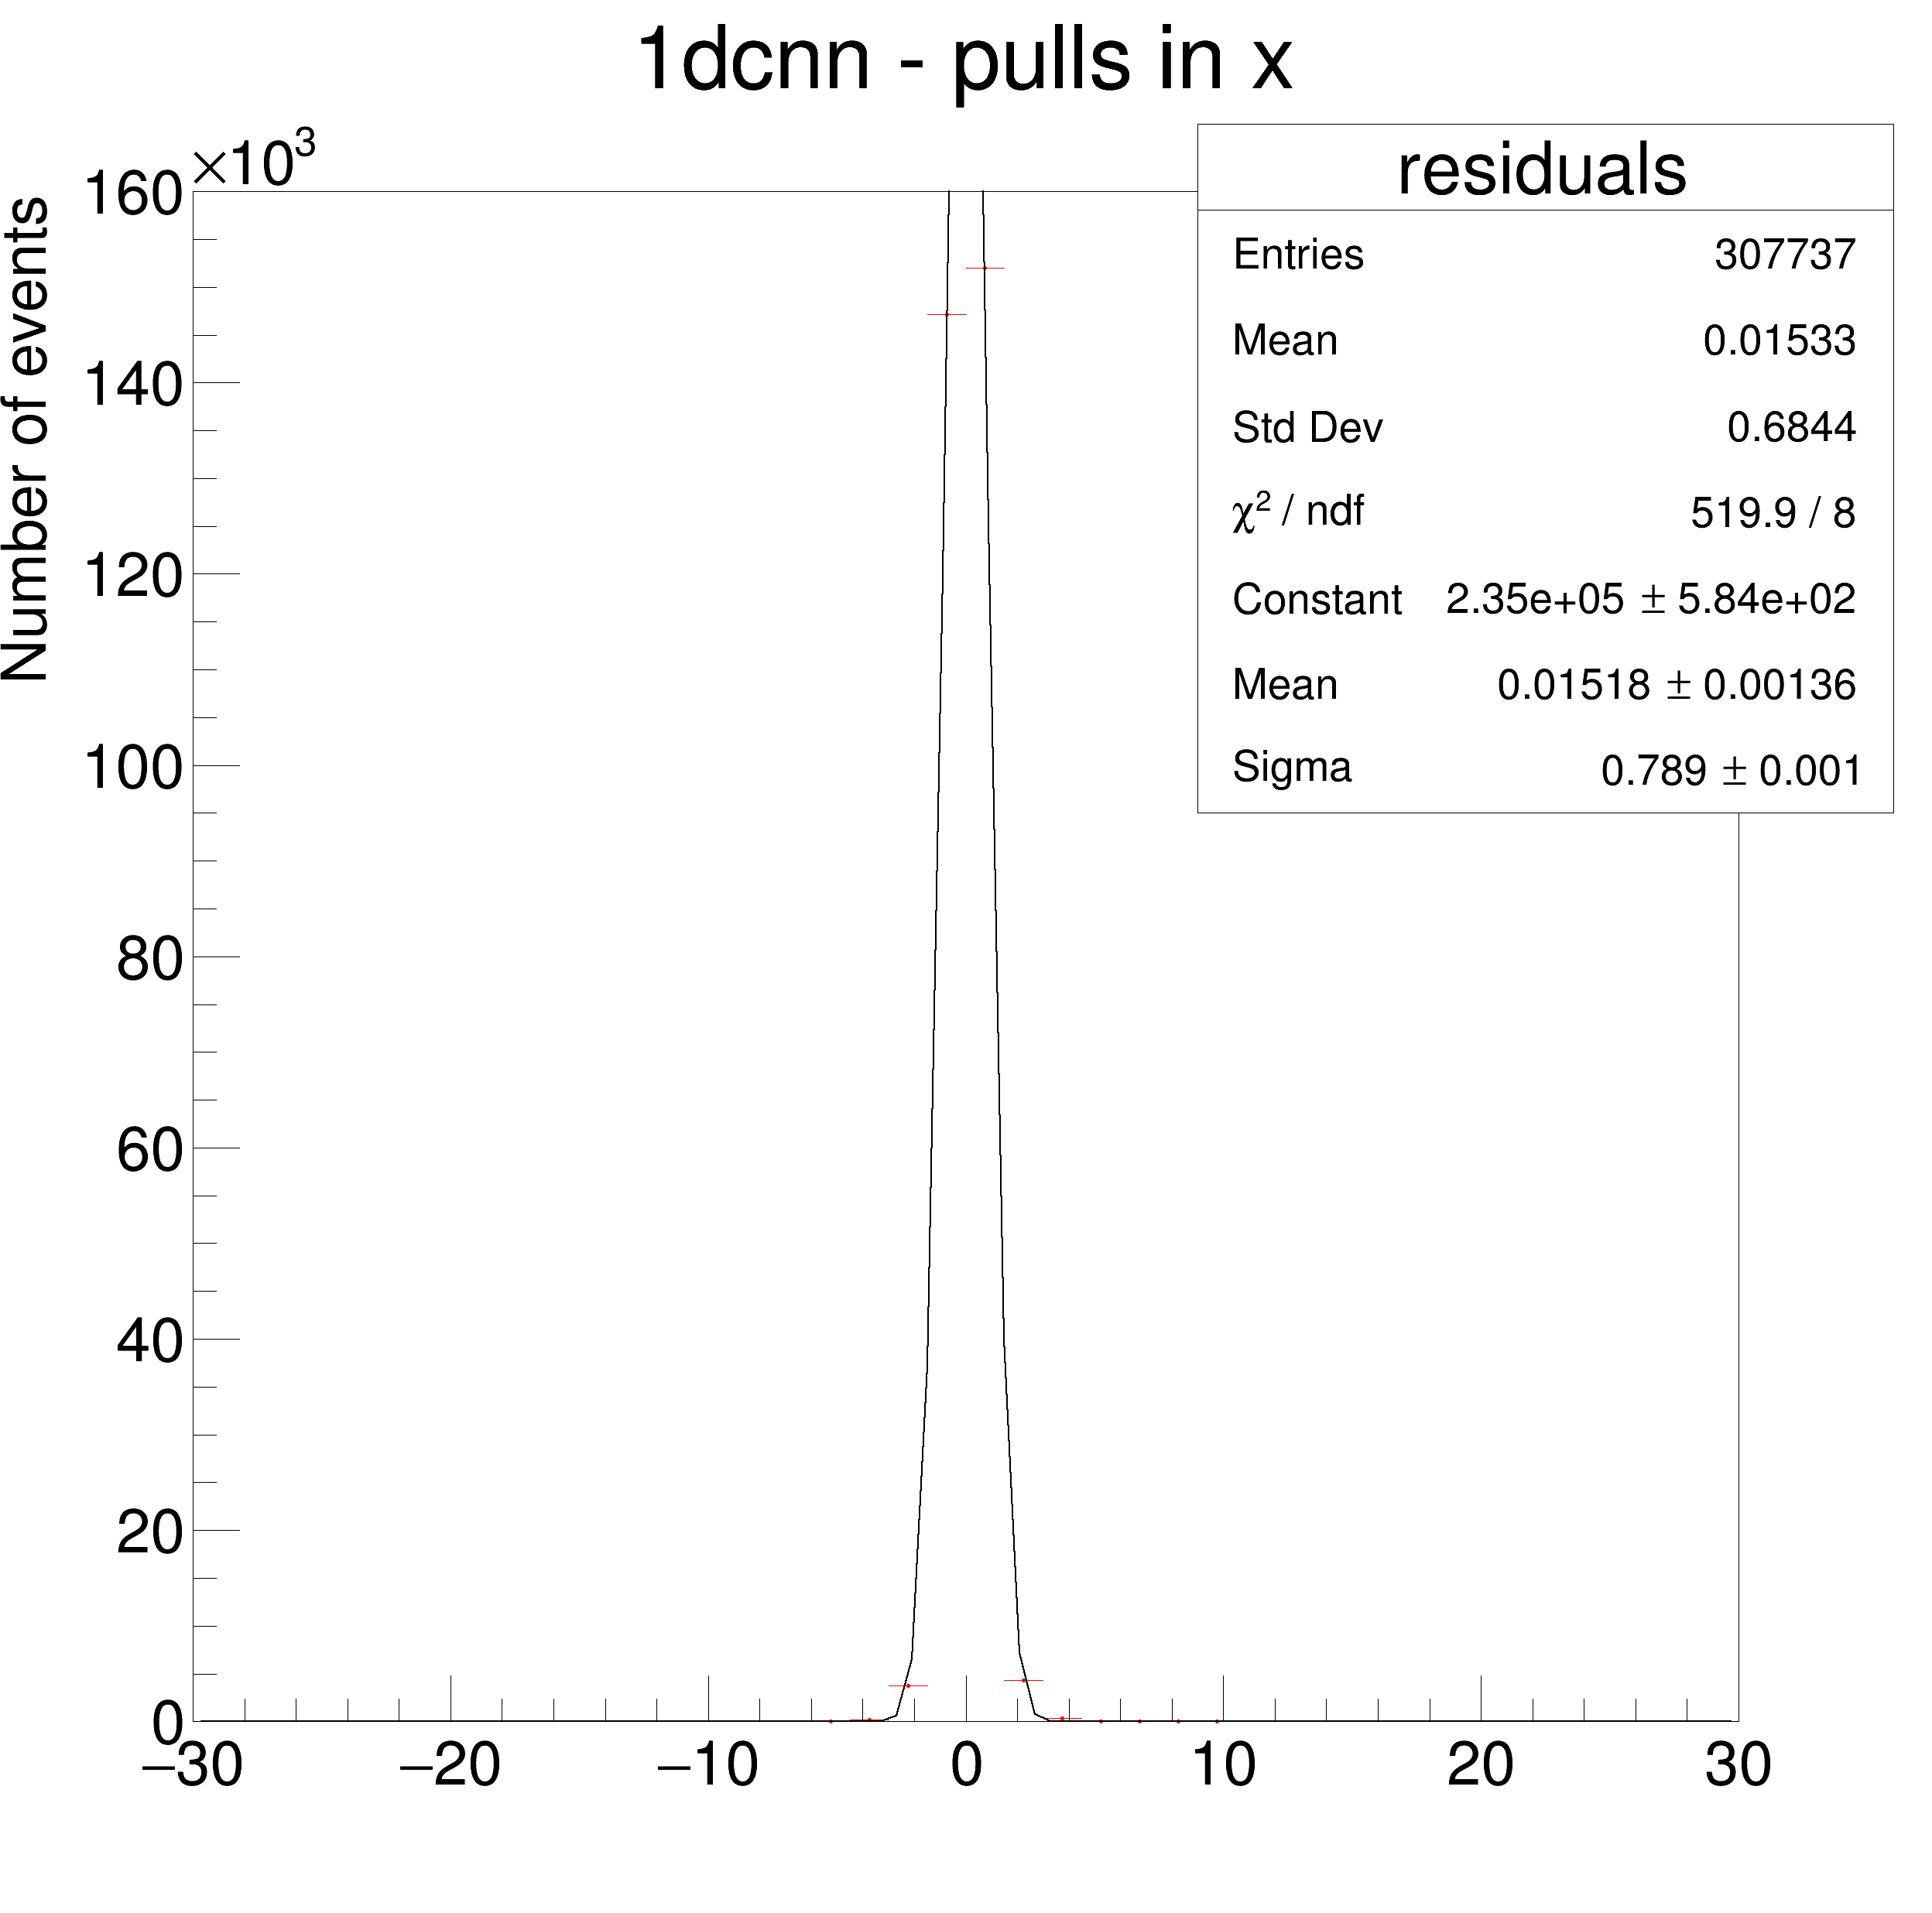 1dcnn - pulls in x
×10³
Number of events
160
140
120
100
80
60
40
20
0
−30 −20 −10 0 10 20 30
residuals
Entries 307737
Mean 0.01533
Std Dev 0.6844
χ² / ndf 519.9 / 8
Constant 2.35e+05 ± 5.84e+02
Mean 0.01518 ± 0.00136
Sigma 0.789 ± 0.001